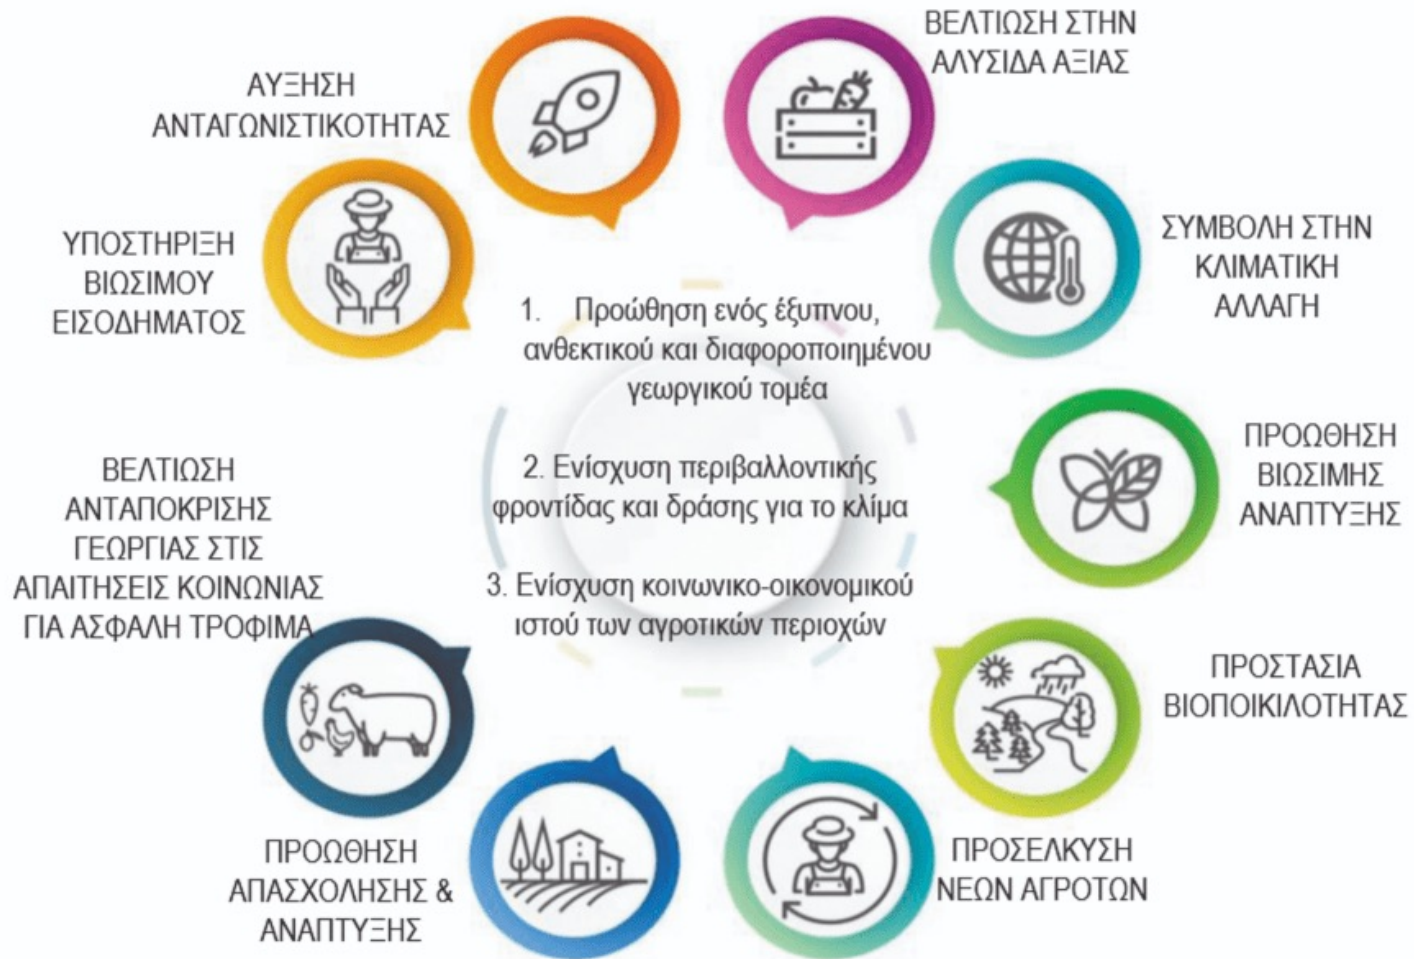 ΒΕΛΤΙΩΣΗ ΣΤΗΝ
ΑΛΥΣΙΔΑ ΑΞΙΑΣ
ΑΥΞΗΣΗ
ΑΝΤΑΓΩΝΙΣΤΙΚΟΤΗΤΑΣ
ΥΠΟΣΤΗΡΙΞΗ
ΒΙΩΣΙΜΟΥ
ΕΙΣΟΔΗΜΑΤΟΣ
ΣΥΜΒΟΛΗ ΣΤΗΝ
ΚΛΙΜΑΤΙΚΗ
ΑΛΛΑΓΗ
1. Προώθηση ενός έξυπνου,
ανθεκτικού και διαφοροποιημένου
γεωργικού τομέα
2. Ενίσχυση περιβαλλοντικής
φροντίδας και δράσης για το κλίμα
3. Ενίσχυση κοινωνικο-οικονομικού
ιστού των αγροτικών περιοχών
ΠΡΟΩΘΗΣΗ
ΒΙΩΣΙΜΗΣ
ΑΝΑΠΤΥΞΗΣ
ΒΕΛΤΙΩΣΗ
ΑΝΤΑΠΟΚΡΙΣΗΣ
ΓΕΩΡΓΙΑΣ ΣΤΙΣ
ΑΠΑΙΤΗΣΕΙΣ ΚΟΙΝΩΝΙΑΣ
ΓΙΑ ΑΣΦΑΛΗ ΤΡΟΦΙΜΑ
ΠΡΟΣΤΑΣΙΑ
ΒΙΟΠΟΙΚΙΛΟΤΗΤΑΣ
ΠΡΟΩΘΗΣΗ
ΑΠΑΣΧΟΛΗΣΗΣ &
ΑΝΑΠΤΥΞΗΣ
ΠΡΟΣΕΛΚΥΣΗ
ΝΕΩΝ ΑΓΡΟΤΩΝ